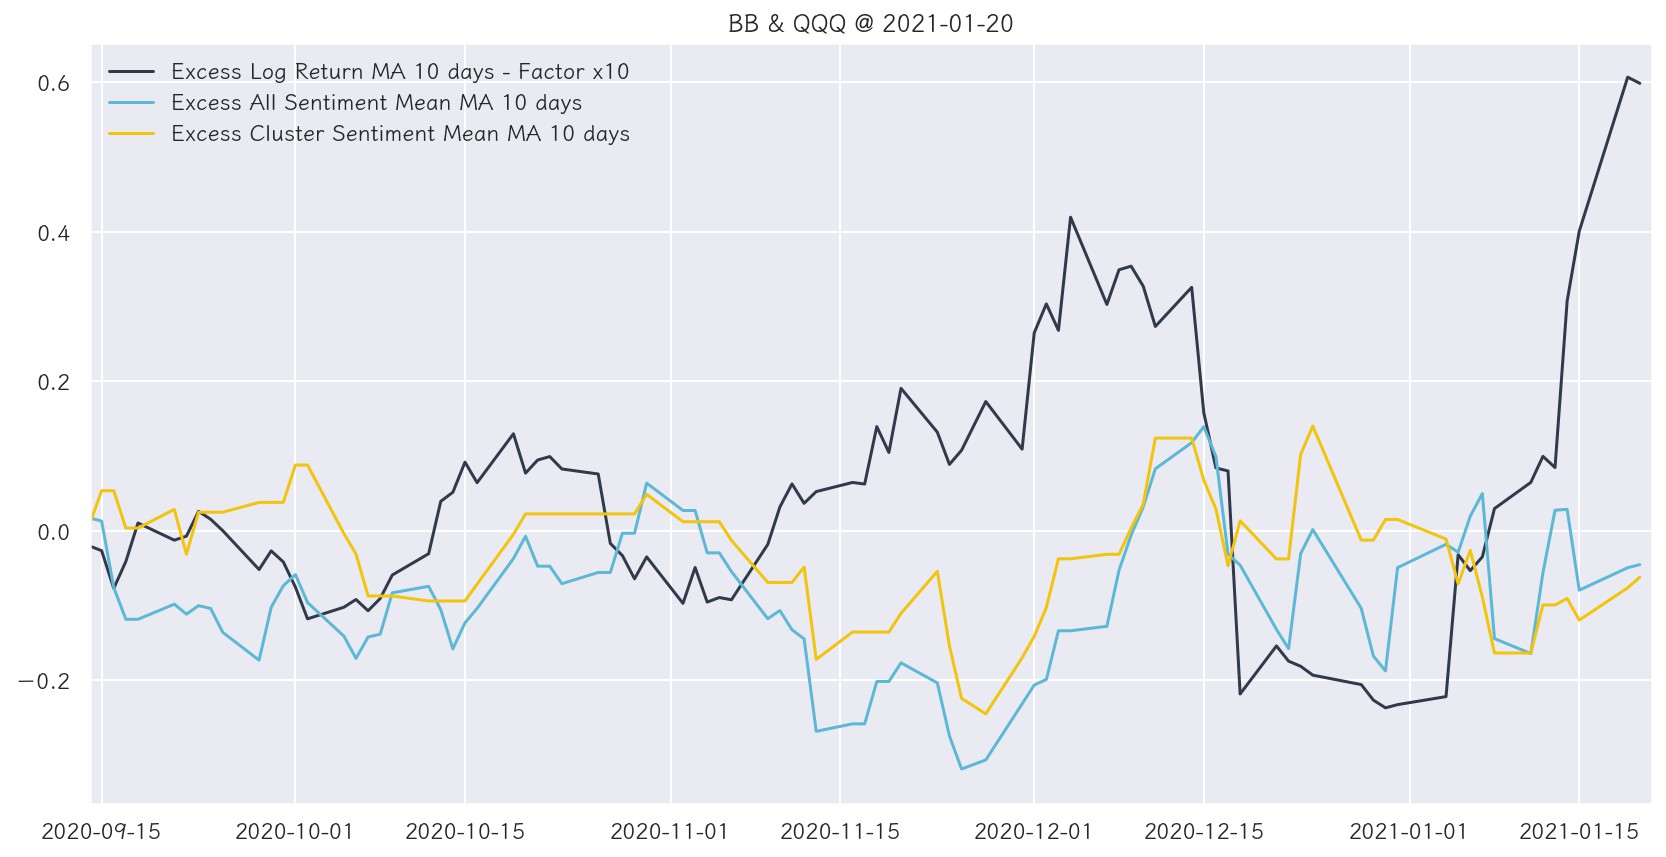 BB & QQQ @ 2021-01-20
Excess Log Return MA 10 days - Factor x10
Excess All Sentiment Mean MA 10 days
Excess Cluster Sentiment Mean MA 10 days
0.6
0.4
0.2
0.0
−0.2
2020-09-15 2020-10-01 2020-10-15 2020-11-01 2020-11-15 2020-12-01 2020-12-15 2021-01-01 2021-01-15